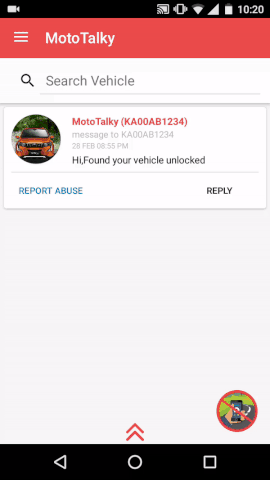 10:20
MotoTalky
Search Vehicle
MotoTalky (KA00AB1234)
message to KA00AB1234
28 FEB 08:55 PM
Hi,Found your vehicle unlocked
REPORT ABUSE
REPLY